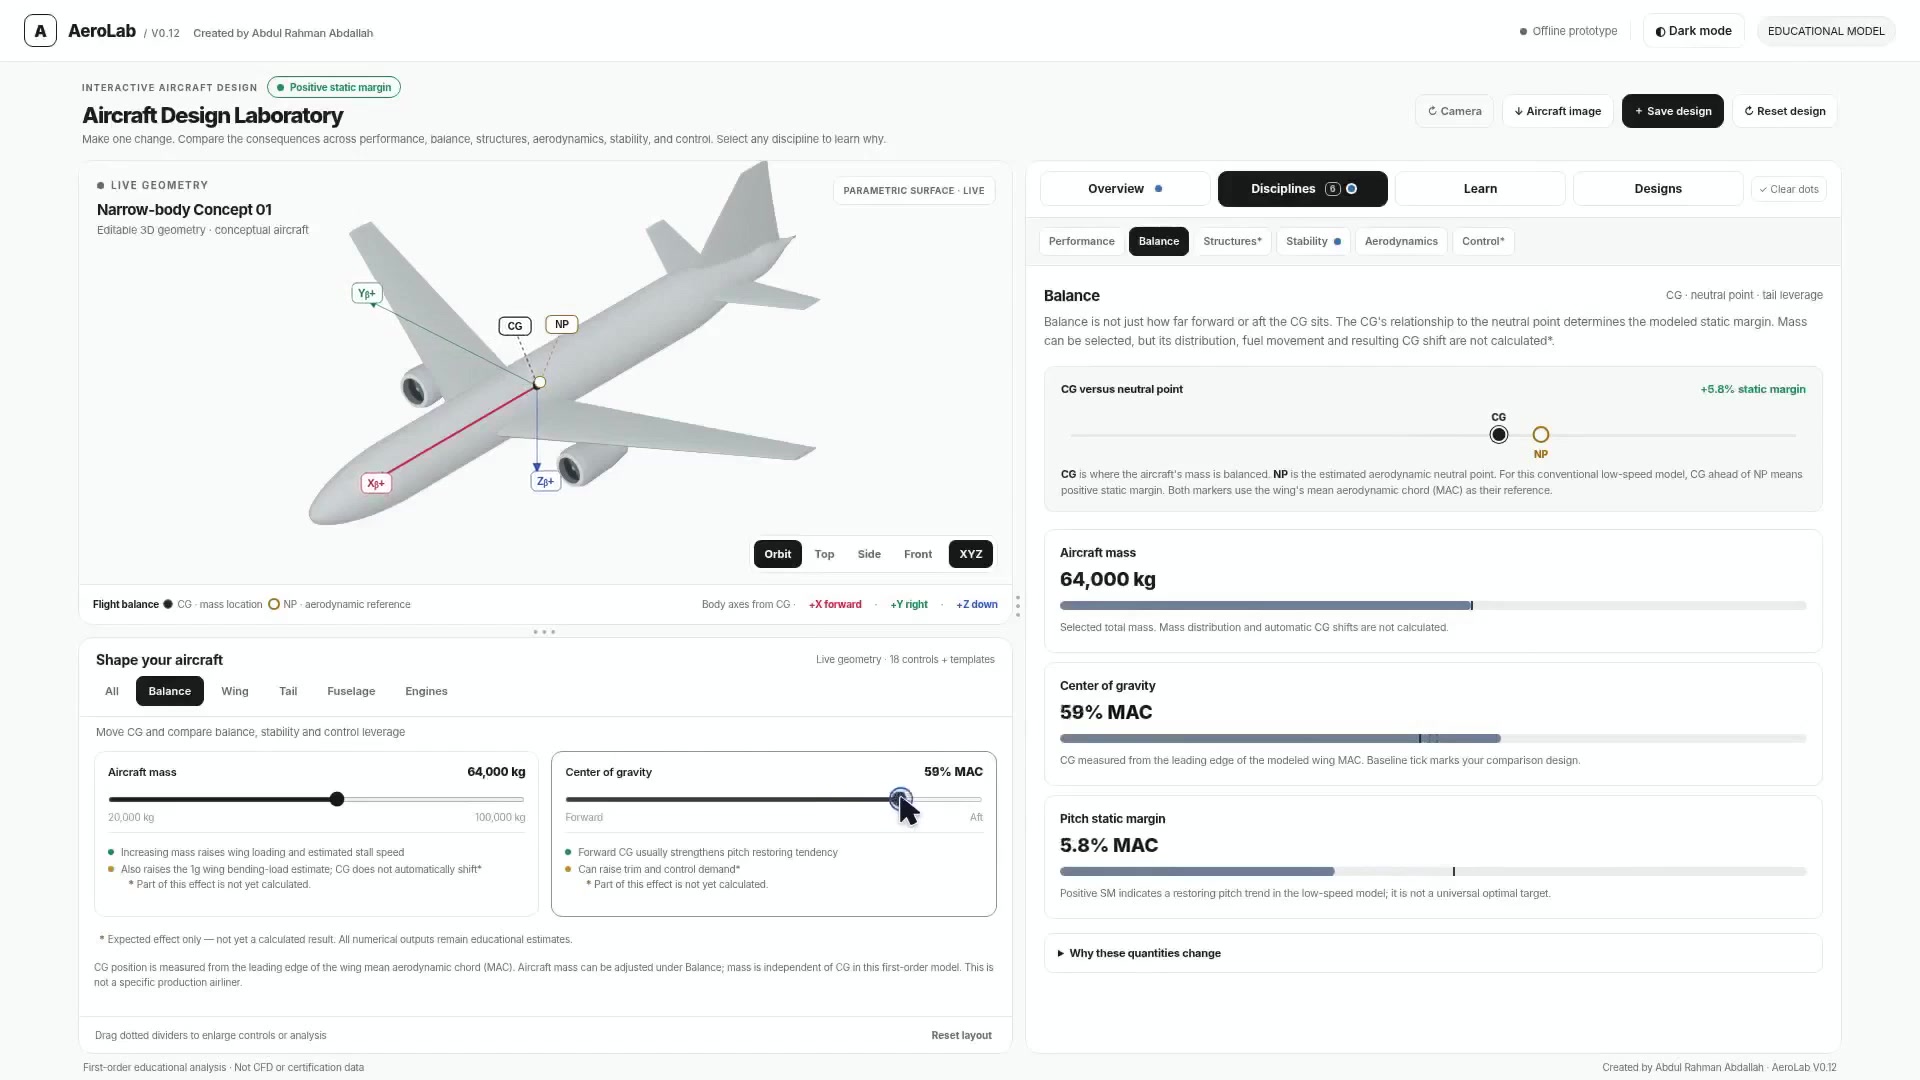 A AeroLab / V0.12 Created by Abdul Rahman Abdallah
Offline prototype Dark mode EDUCATIONAL MODEL
INTERACTIVE AIRCRAFT DESIGN Positive static margin
Aircraft Design Laboratory
Make one change. Compare the consequences across performance, balance, structures, aerodynamics, stability, and control. Select any discipline to learn why.
Camera Aircraft image + Save design Reset design
LIVE GEOMETRY
PARAMETRIC SURFACE · LIVE
Narrow-body Concept 01
Editable 3D geometry · conceptual aircraft
Yβ+
CG
NP
Xβ+
Zβ+
Orbit Top Side Front XYZ
Flight balance CG · mass location NP · aerodynamic reference
Body axes from CG · +X forward · +Y right · +Z down
Shape your aircraft
Live geometry · 18 controls + templates
All Balance Wing Tail Fuselage Engines
Move CG and compare balance, stability and control leverage
Aircraft mass 64,000 kg
20,000 kg 100,000 kg
Increasing mass raises wing loading and estimated stall speed
Also raises the 1g wing bending-load estimate; CG does not automatically shift*
* Part of this effect is not yet calculated.
Center of gravity 59% MAC
Forward Aft
Forward CG usually strengthens pitch restoring tendency
Can raise trim and control demand*
* Part of this effect is not yet calculated.
* Expected effect only — not yet a calculated result. All numerical outputs remain educational estimates.
CG position is measured from the leading edge of the wing mean aerodynamic chord (MAC). Aircraft mass can be adjusted under Balance; mass is independent of CG in this first-order model. This is
not a specific production airliner.
Drag dotted dividers to enlarge controls or analysis
Reset layout
Overview Disciplines 6 Learn Designs ✓ Clear dots
Performance Balance Structures* Stability Aerodynamics Control*
Balance
CG · neutral point · tail leverage
Balance is not just how far forward or aft the CG sits. The CG's relationship to the neutral point determines the modeled static margin. Mass
can be selected, but its distribution, fuel movement and resulting CG shift are not calculated*.
CG versus neutral point
+5.8% static margin
CG
NP
CG is where the aircraft's mass is balanced. NP is the estimated aerodynamic neutral point. For this conventional low-speed model, CG ahead of NP means
positive static margin. Both markers use the wing's mean aerodynamic chord (MAC) as their reference.
Aircraft mass
64,000 kg
Selected total mass. Mass distribution and automatic CG shifts are not calculated.
Center of gravity
59% MAC
CG measured from the leading edge of the modeled wing MAC. Baseline tick marks your comparison design.
Pitch static margin
5.8% MAC
Positive SM indicates a restoring pitch trend in the low-speed model; it is not a universal optimal target.
Why these quantities change
First-order educational analysis · Not CFD or certification data
Created by Abdul Rahman Abdallah · AeroLab V0.12